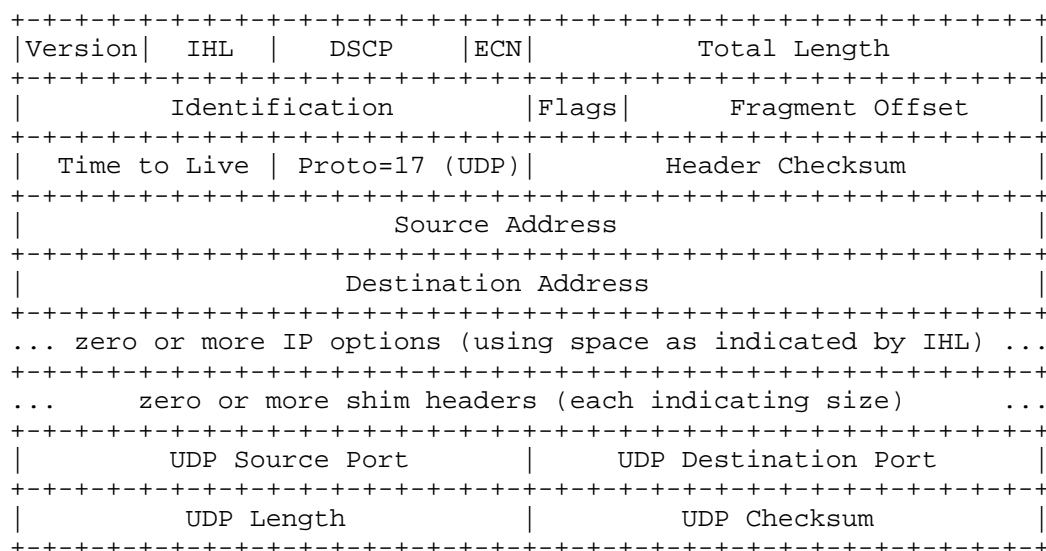 +-+-+-+-+-+-+-+-+-+-+-+-+-+-+-+-+-+-+-+-+-+-+-+-+-+-+-+-+-+-+-+-+
|Version|  IHL  |   DSCP    |ECN|          Total Length         |
+-+-+-+-+-+-+-+-+-+-+-+-+-+-+-+-+-+-+-+-+-+-+-+-+-+-+-+-+-+-+-+-+
|         Identification        |Flags|      Fragment Offset    |
+-+-+-+-+-+-+-+-+-+-+-+-+-+-+-+-+-+-+-+-+-+-+-+-+-+-+-+-+-+-+-+-+
|  Time to Live | Proto=17 (UDP)|        Header Checksum        |
+-+-+-+-+-+-+-+-+-+-+-+-+-+-+-+-+-+-+-+-+-+-+-+-+-+-+-+-+-+-+-+-+
|                       Source Address                          |
+-+-+-+-+-+-+-+-+-+-+-+-+-+-+-+-+-+-+-+-+-+-+-+-+-+-+-+-+-+-+-+-+
|                    Destination Address                        |
+-+-+-+-+-+-+-+-+-+-+-+-+-+-+-+-+-+-+-+-+-+-+-+-+-+-+-+-+-+-+-+-+
... zero or more IP options (using space as indicated by IHL) ...
+-+-+-+-+-+-+-+-+-+-+-+-+-+-+-+-+-+-+-+-+-+-+-+-+-+-+-+-+-+-+-+-+
...     zero or more shim headers (each indicating size)      ...
+-+-+-+-+-+-+-+-+-+-+-+-+-+-+-+-+-+-+-+-+-+-+-+-+-+-+-+-+-+-+-+-+
|         UDP Source Port       |     UDP Destination Port      |
+-+-+-+-+-+-+-+-+-+-+-+-+-+-+-+-+-+-+-+-+-+-+-+-+-+-+-+-+-+-+-+-+
|          UDP Length           |         UDP Checksum          |
+-+-+-+-+-+-+-+-+-+-+-+-+-+-+-+-+-+-+-+-+-+-+-+-+-+-+-+-+-+-+-+-+